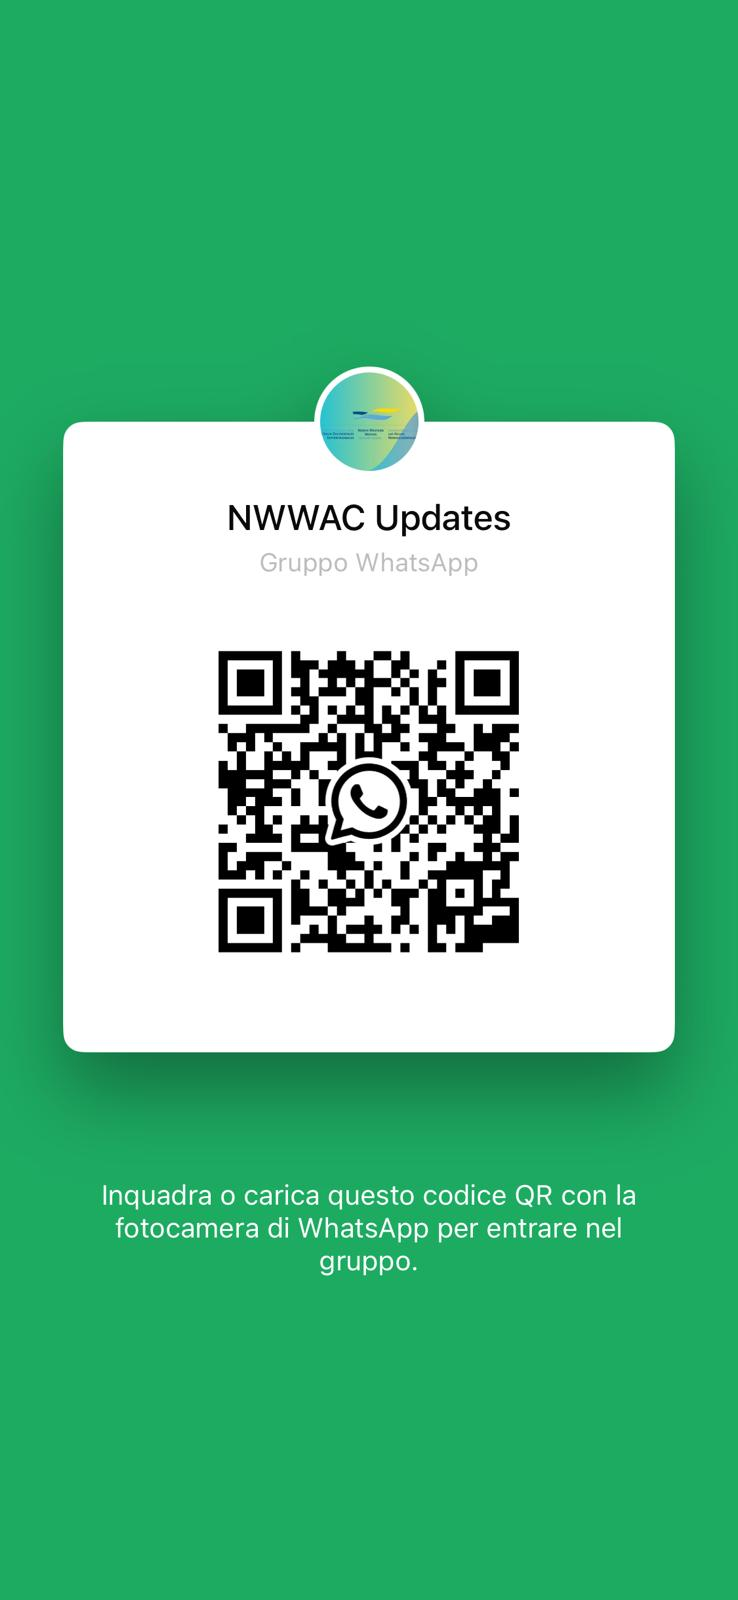 NWWAC Updates
Gruppo WhatsApp
Inquadra o carica questo codice QR con la
fotocamera di WhatsApp per entrare nel
gruppo.